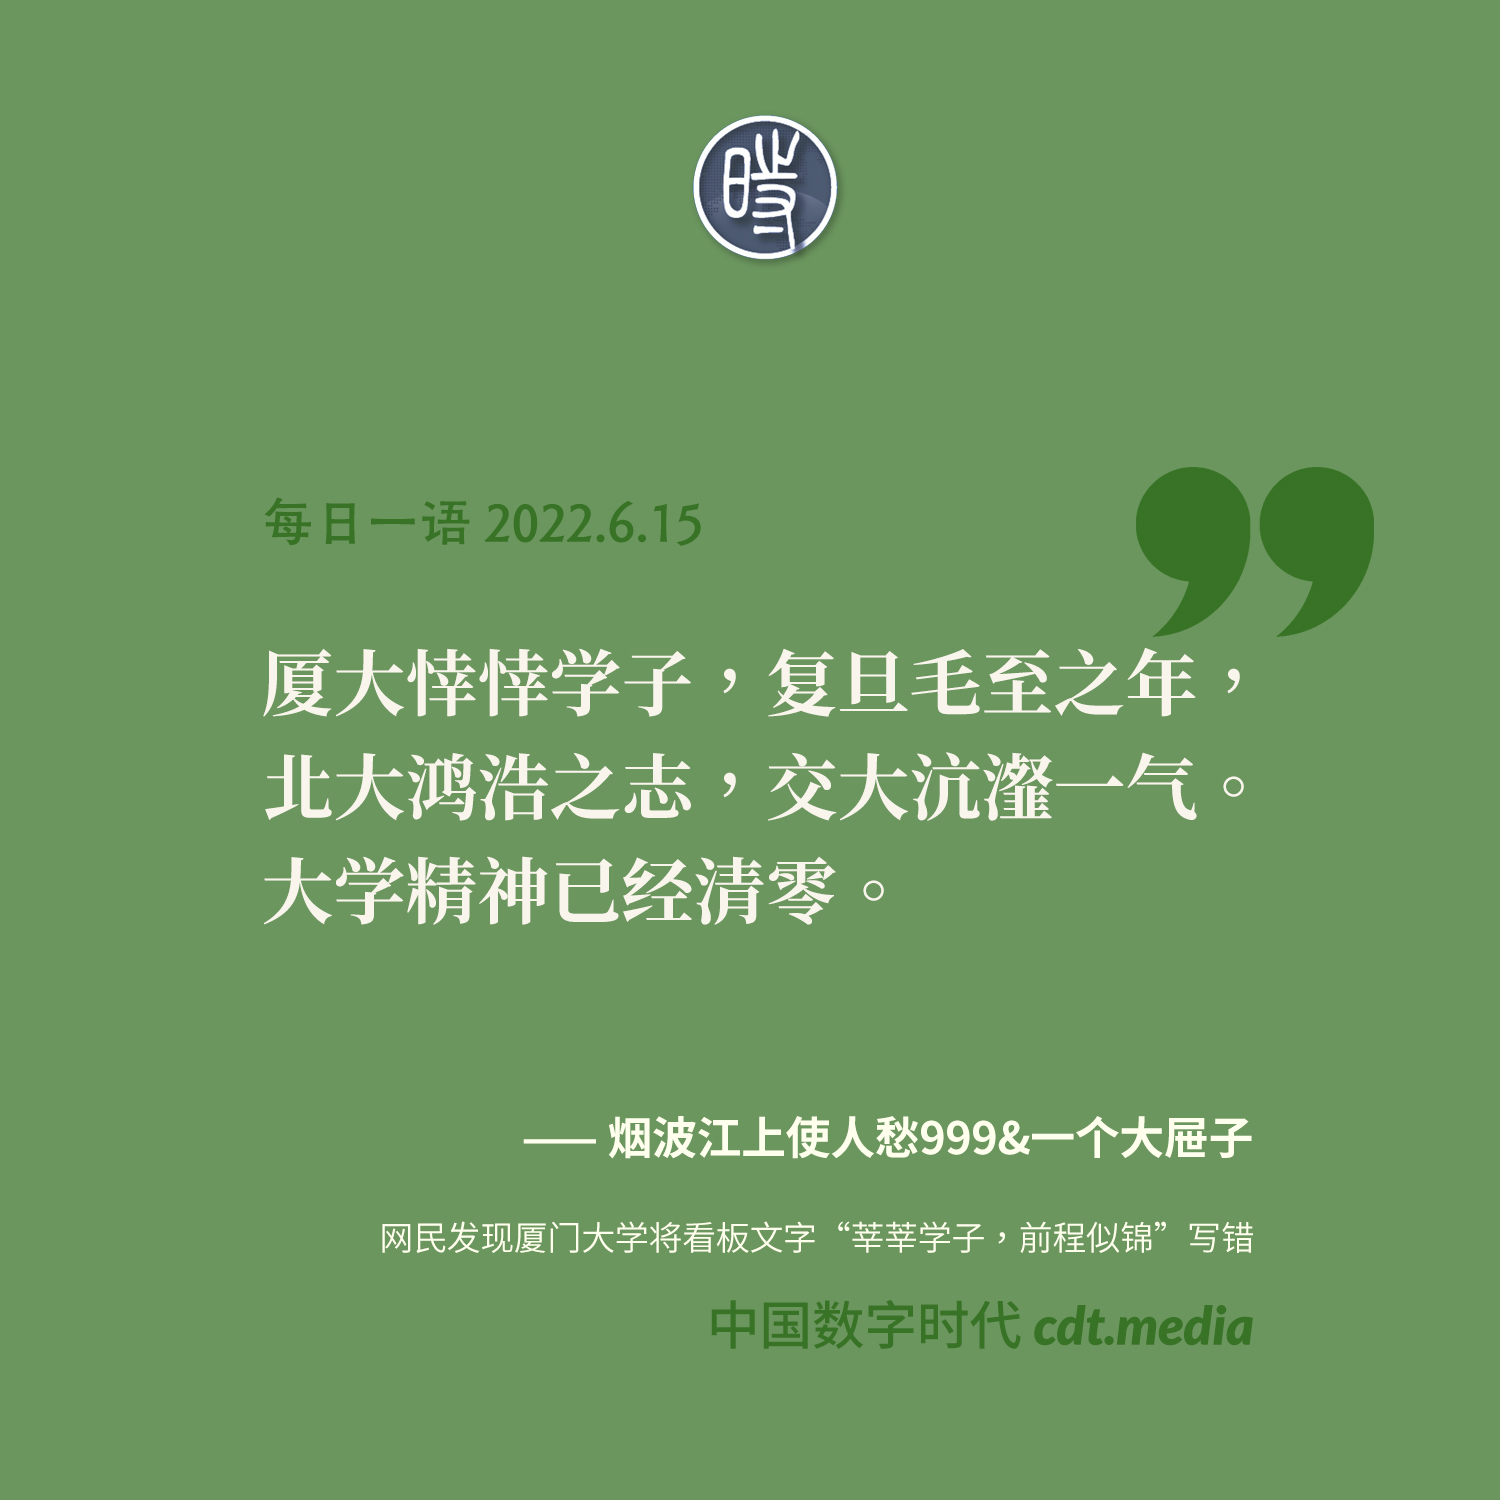 時
每日一语 2022.6.15
”
厦大悻悻学子，复旦毛至之年，
北大鸿浩之志，交大沆瀣一气。
大学精神已经清零。
—— 烟波江上使人愁999&一个大屉子
网民发现厦门大学将看板文字“莘莘学子，前程似锦”写错
中国数字时代 cdt.media